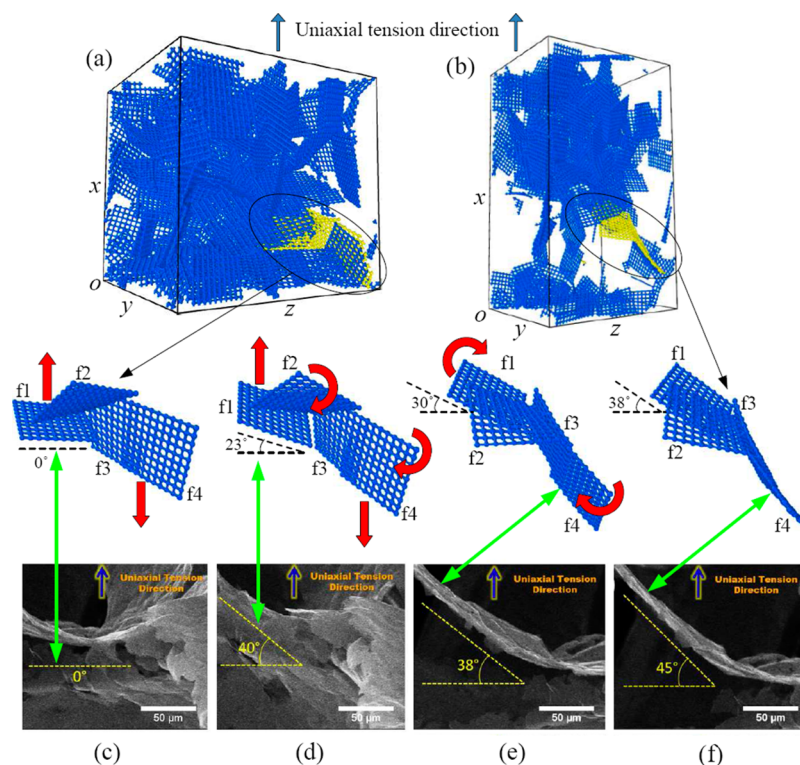 Uniaxial tension direction
(a)
(b)
x
x
o
y
z
o
y
z
f1
f2
f3
f4
0°
f1
f2
f3
f4
23°
f1
f2
f3
f4
30°
f1
f2
f3
f4
38°
Uniaxial Tension
Direction
0°
50 μm
Uniaxial Tension
Direction
40°
50 μm
Uniaxial Tension
Direction
38°
50 μm
Uniaxial Tension
Direction
45°
50 μm
(c)
(d)
(e)
(f)